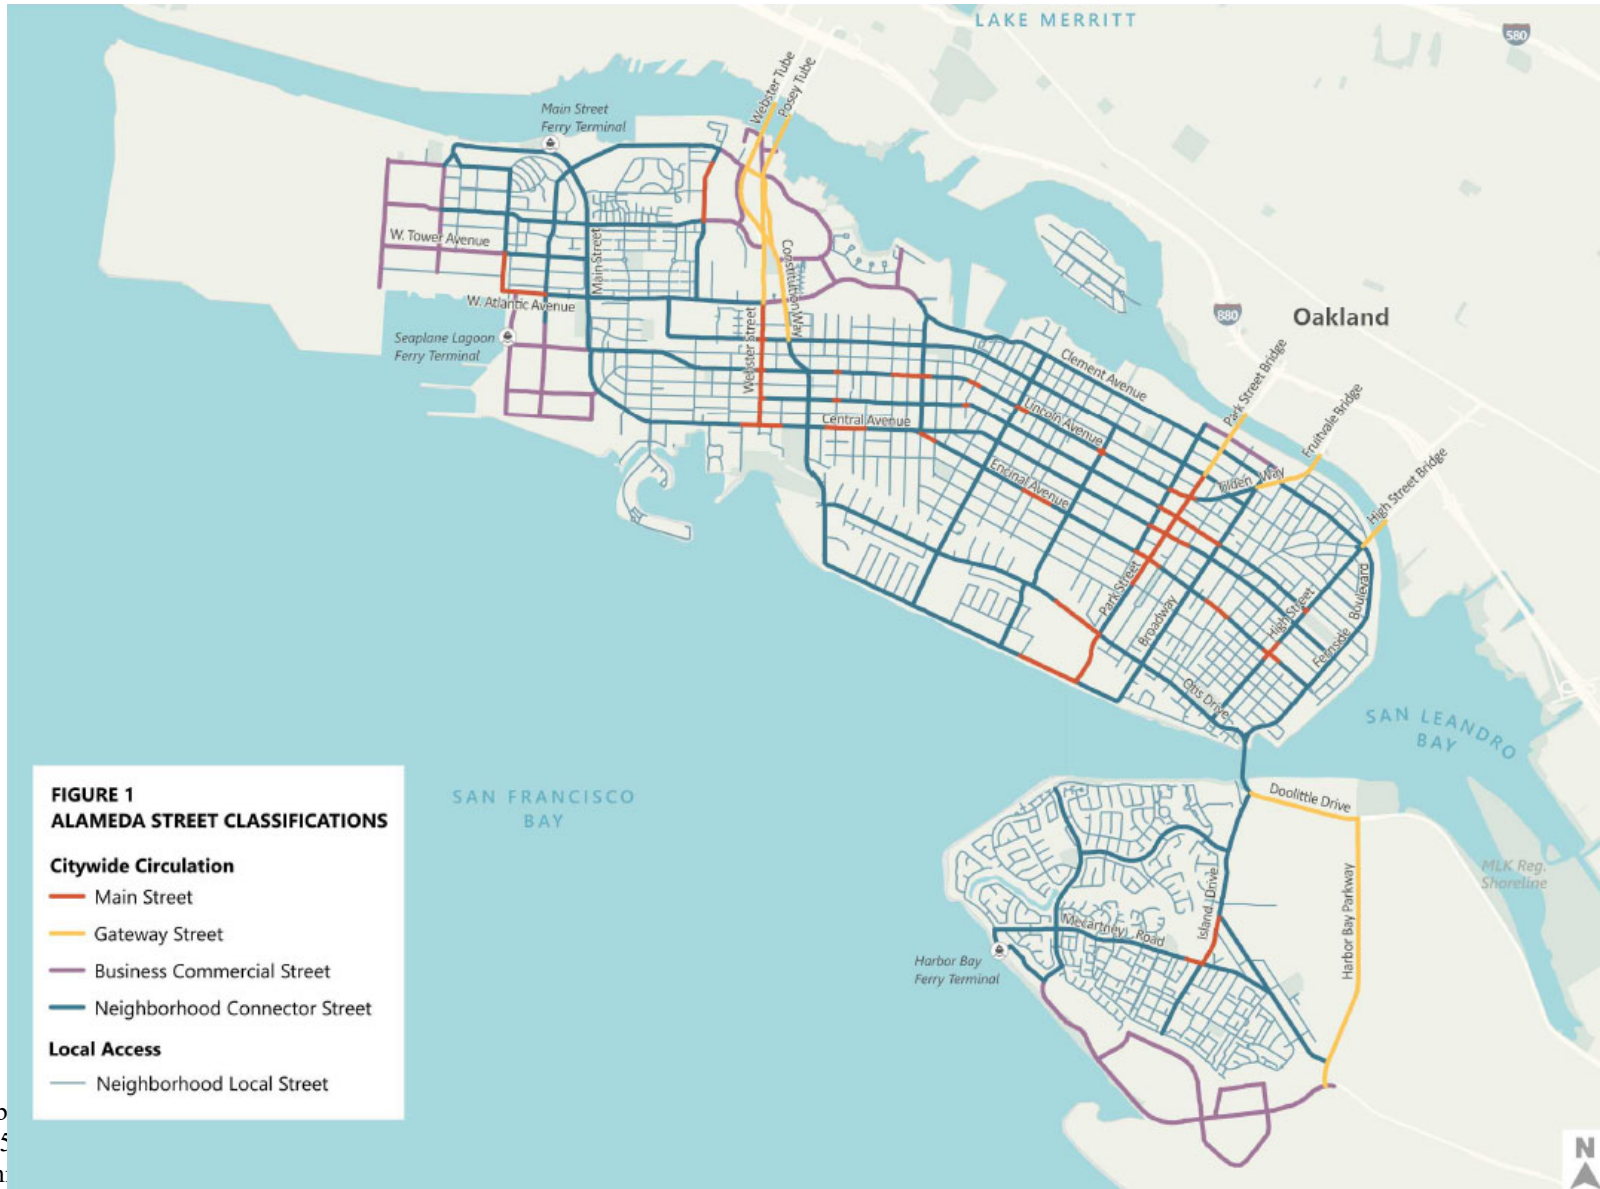 LAKE MERRITT
580
Webster Tube
Posey Tube
Main Street
Ferry Terminal
W. Tower Avenue
Main Street
Constitution Way
W. Atlantic Avenue
Seaplane Lagoon
Ferry Terminal
Webster Street
880
Oakland
Clement Avenue
Park Street Bridge
Fruitvale Bridge
High Street Bridge
Central Avenue
Lincoln Avenue
Encinal Avenue
Tilden Way
Park Street
Broadway
High Street
Fernside Boulevard
Otis Drive
SAN LEANDRO
BAY
SAN FRANCISCO
BAY
Doolittle Drive
MLK Reg.
Shoreline
Island Drive
Harbor Bay Parkway
Mecartney Road
Harbor Bay
Ferry Terminal
FIGURE 1
ALAMEDA STREET CLASSIFICATIONS
Citywide Circulation
Main Street
Gateway Street
Business Commercial Street
Neighborhood Connector Street
Local Access
Neighborhood Local Street
N